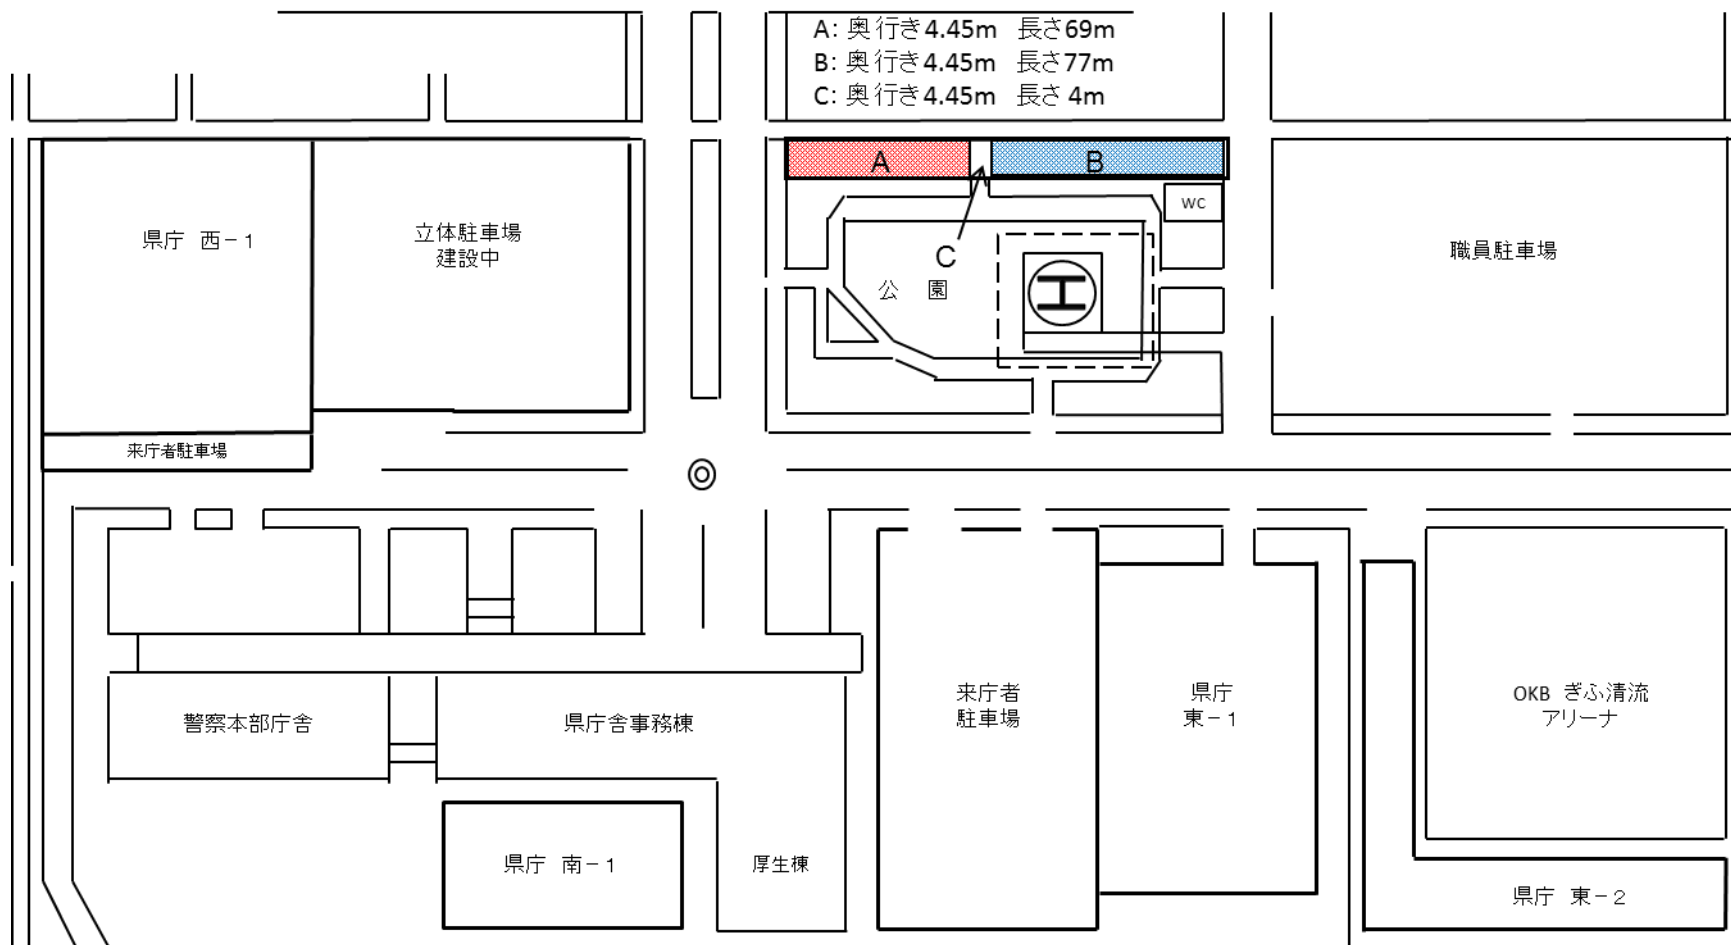 A: 奥行き4.45m 長さ69m
B: 奥行き4.45m 長さ77m
C: 奥行き4.45m 長さ4m
A
B
WC
県庁 西－1
立体駐車場
建設中
C
公 園
H
職員駐車場
来庁者駐車場
警察本部庁舎
県庁舎事務棟
来庁者
駐車場
県庁
東－1
OKB ぎふ清流
アリーナ
県庁 南－1
厚生棟
県庁 東－2